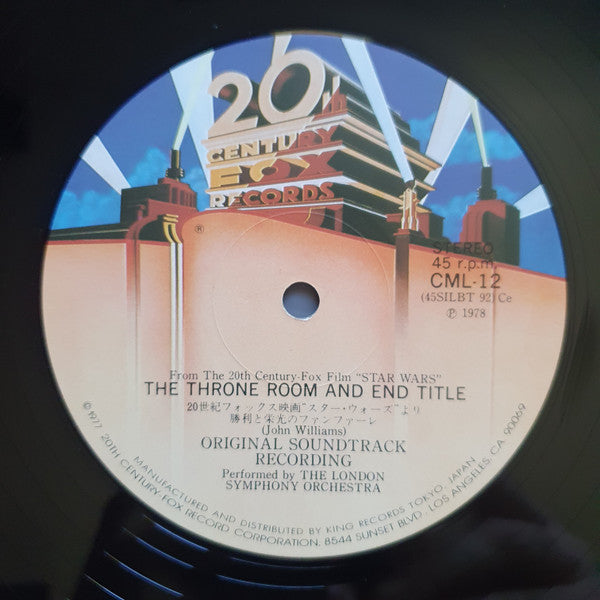 20th
CENTURY
FOX
RECORDS
®
STEREO
45 r.p.m.
CML-12
(45SILBT 92) Ce
Ⓟ 1978
From The 20th Century-Fox Film "STAR WARS"
THE THRONE ROOM AND END TITLE
20世紀フォックス映画"スター・ウォーズ"より
勝利と栄光のファンファーレ
(John Williams)
ORIGINAL SOUNDTRACK
RECORDING
Performed by THE LONDON
SYMPHONY ORCHESTRA
MANUFACTURED AND DISTRIBUTED BY KING RECORDS TOKYO, JAPAN
©1977 20TH CENTURY-FOX RECORD CORPORATION. 8544 SUNSET BLVD., LOS ANGELES, CA. 90069